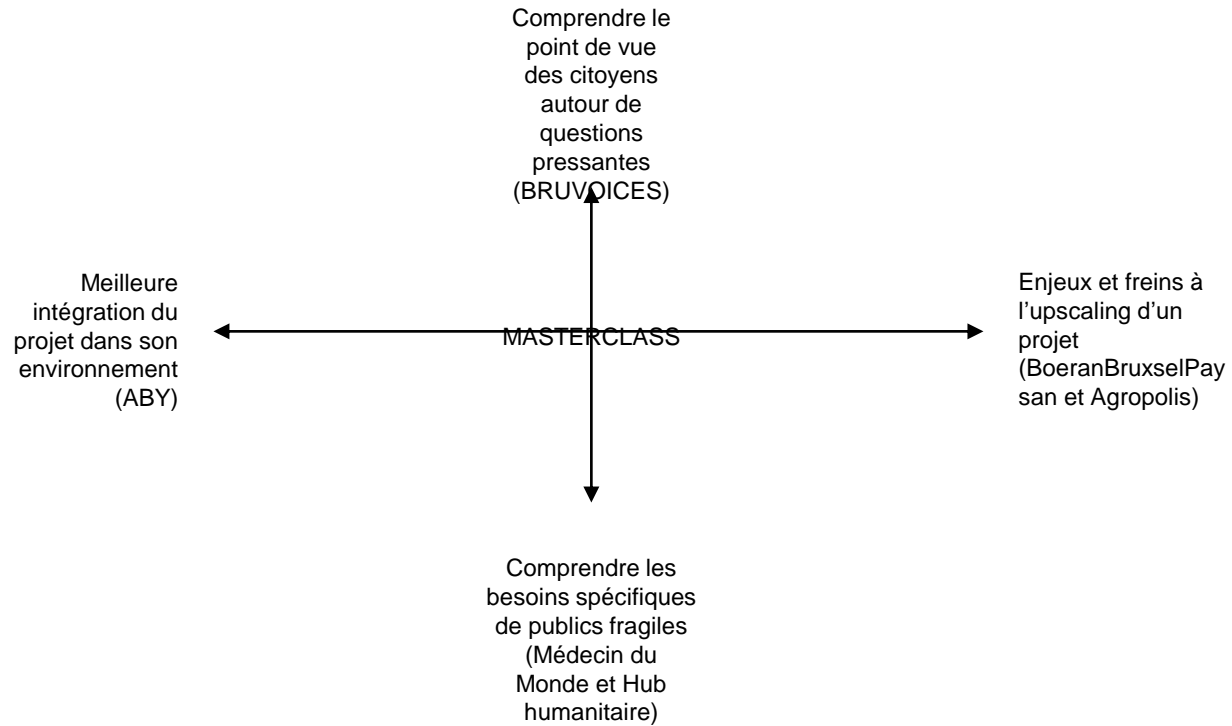 Comprendre le
point de vue
des citoyens
autour de
questions
pressantes
(BRUVOICES)
Meilleure
intégration du
projet dans son
environnement
(ABY)
MASTERCLASS
Enjeux et freins à
l’upscaling d’un
projet
(BoeranBruxselPay
san et Agropolis)
Comprendre les
besoins spécifiques
de publics fragiles
(Médecin du
Monde et Hub
humanitaire)